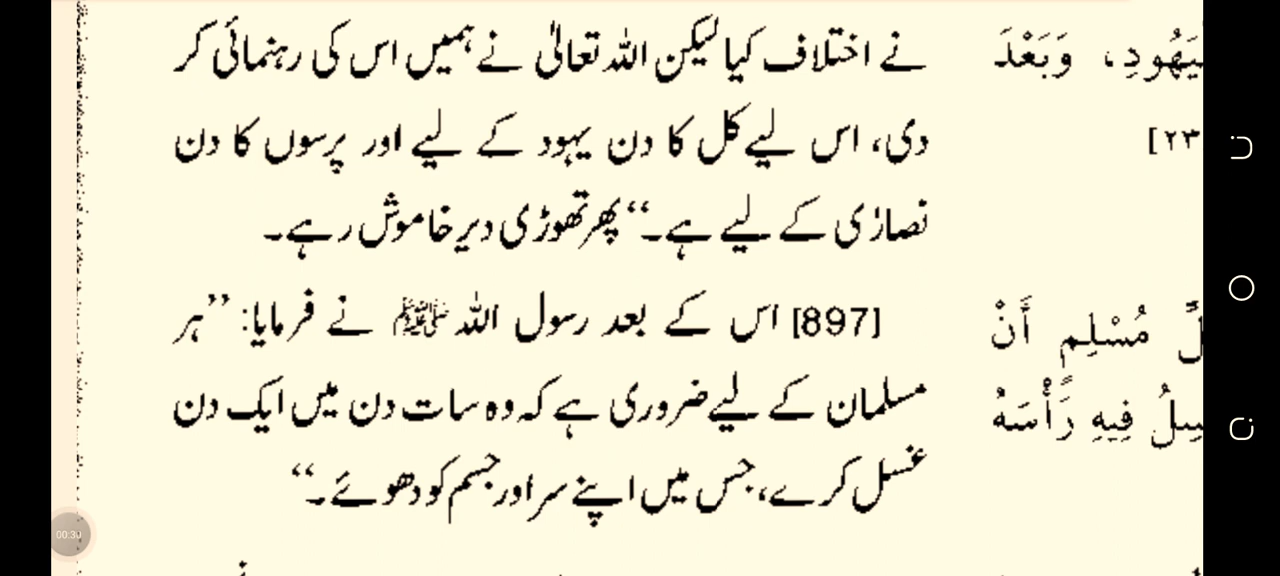 نے اختلاف کیا لیکن اللہ تعالیٰ نے ہمیں اس کی رہنمائی کر
دی، اس لیے کل کا دن یہود کے لیے اور پرسوں کا دن
نصاریٰ کے لیے ہے۔‘‘ پھر تھوڑی دیر خاموش رہے۔
[897] اس کے بعد رسول اللہ ﷺ نے فرمایا: ’’ہر
مسلمان کے لیے ضروری ہے کہ وہ سات دن میں ایک دن
غسل کرے، جس میں اپنے سر اور جسم کو دھوئے۔‘‘
وَبَعْدَ
مُسْلِمٍ أَنْ
فِيهِ رَأْسَهُ
00:30